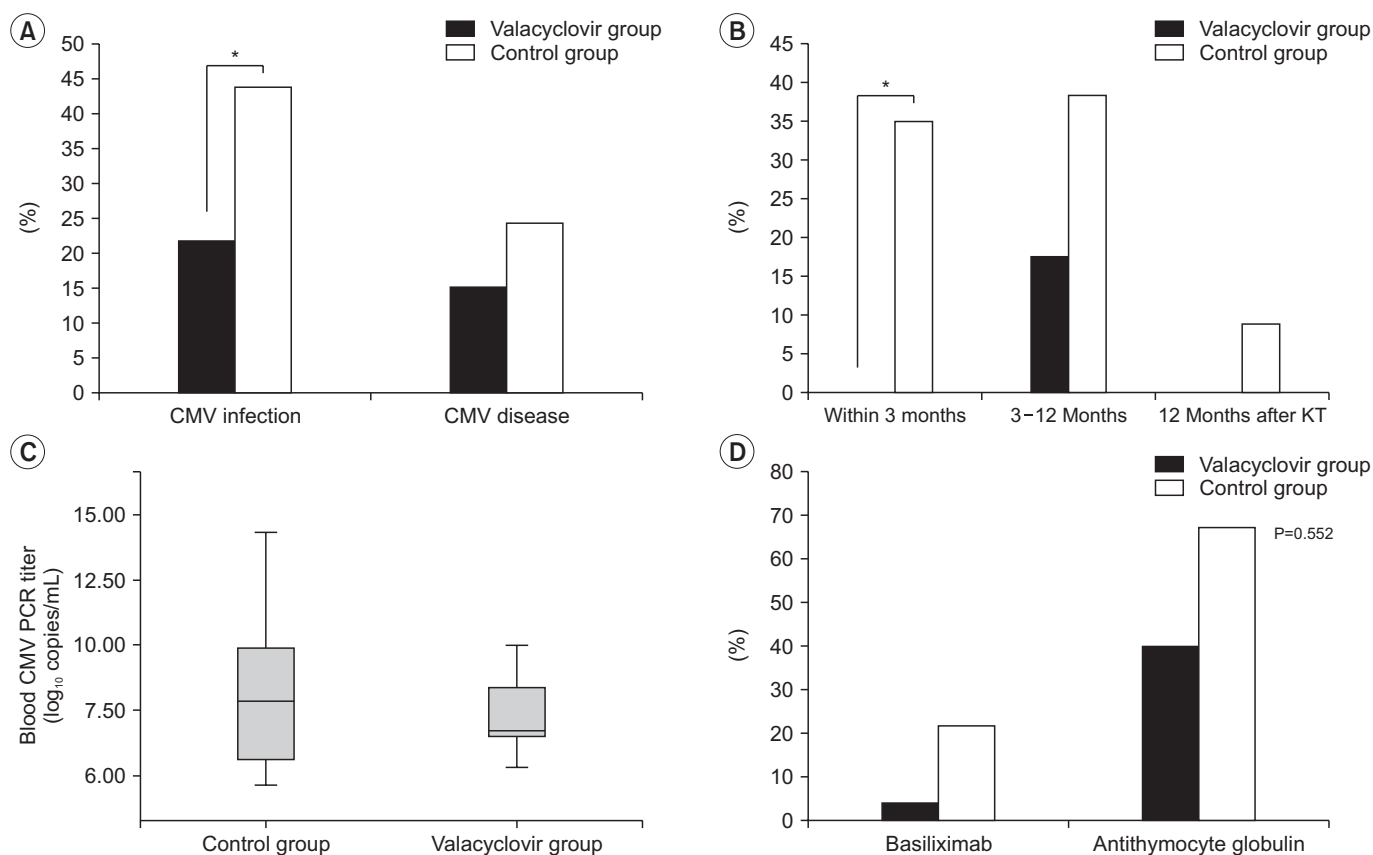 A
Valacyclovir group
Control group
50
45
40
35
30
25
20
15
10
5
0
(%)
*
CMV infection
CMV disease
B
Valacyclovir group
Control group
45
40
35
30
25
20
15
10
5
0
(%)
*
Within 3 months
3–12 Months
12 Months after KT
C
Blood CMV PCR titer
(log₁₀ copies/mL)
15.00
12.50
10.00
7.50
6.00
Control group
Valacyclovir group
D
Valacyclovir group
Control group
80
70
60
50
40
30
20
10
0
(%)
P=0.552
Basiliximab
Antithymocyte globulin